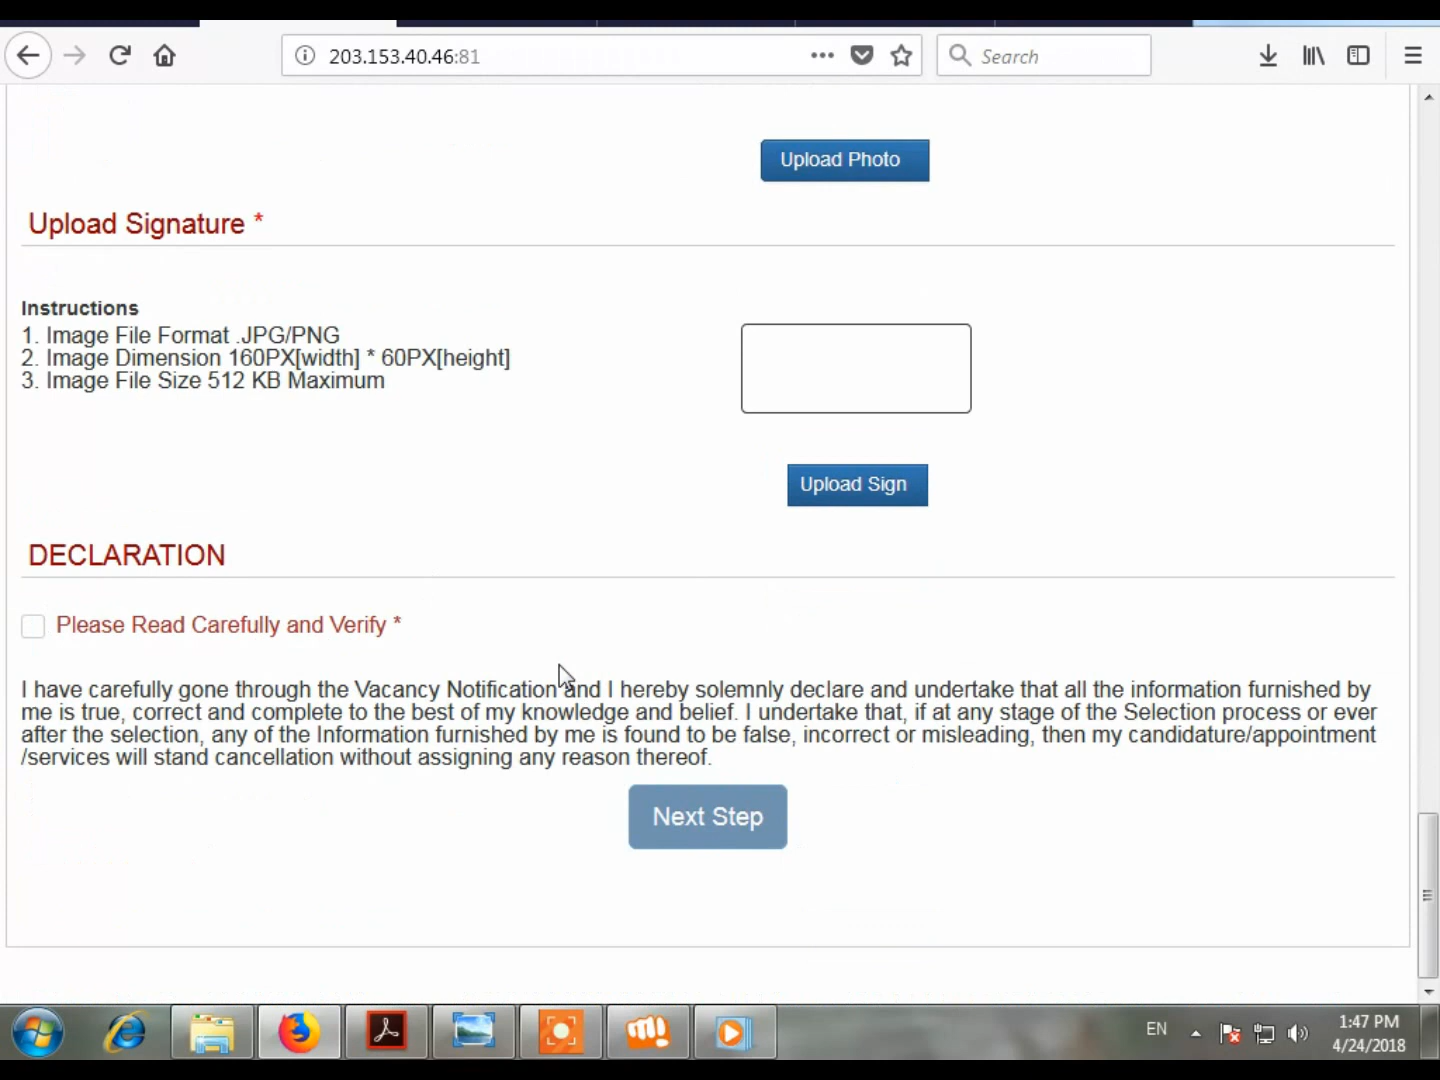 203.153.40.46:81
Search
Upload Photo
Upload Signature *
Instructions
1. Image File Format .JPG/PNG
2. Image Dimension 160PX[width] * 60PX[height]
3. Image File Size 512 KB Maximum
Upload Sign
DECLARATION
Please Read Carefully and Verify *
I have carefully gone through the Vacancy Notification and I hereby solemnly declare and undertake that all the information furnished by
me is true, correct and complete to the best of my knowledge and belief. I undertake that, if at any stage of the Selection process or ever
after the selection, any of the Information furnished by me is found to be false, incorrect or misleading, then my candidature/appointment
/services will stand cancellation without assigning any reason thereof.
Next Step
EN
1:47 PM
4/24/2018